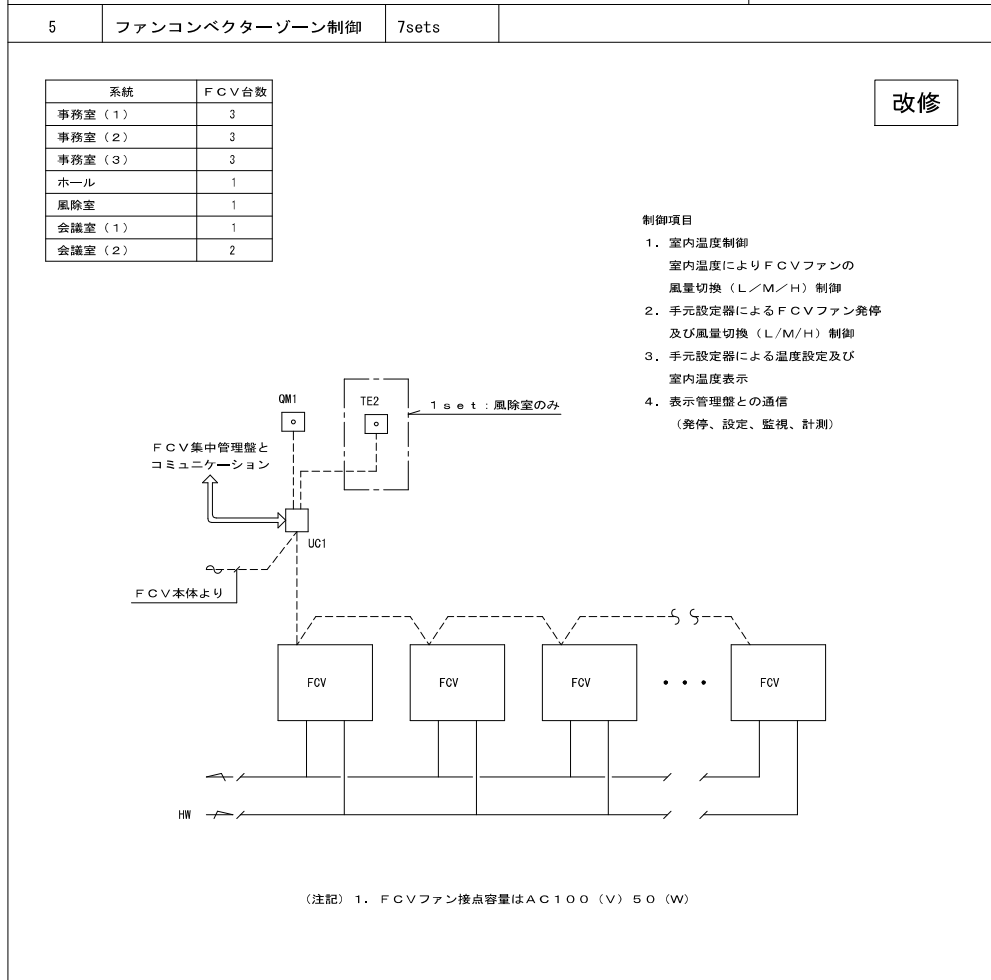 5 ファンコンベクターゾーン制御 7sets
改修
系統 FCV台数
事務室(1) 3
事務室(2) 3
事務室(3) 3
ホール 1
風除室 1
会議室(1) 1
会議室(2) 2
制御項目
1. 室内温度制御
室内温度によりFCVファンの
風量切換(L/M/H)制御
2. 手元設定器によるFCVファン発停
及び風量切換(L/M/H)制御
3. 手元設定器による温度設定及び
室内温度表示
4. 表示管理盤との通信
(発停、設定、監視、計測)
QM1
TE2
1set:風除室のみ
FCV集中管理盤と
コミュニケーション
UC1
FCV本体より
FCV FCV FCV ・・・ FCV
HW
(注記) 1. FCVファン接点容量はAC100(V)50(W)